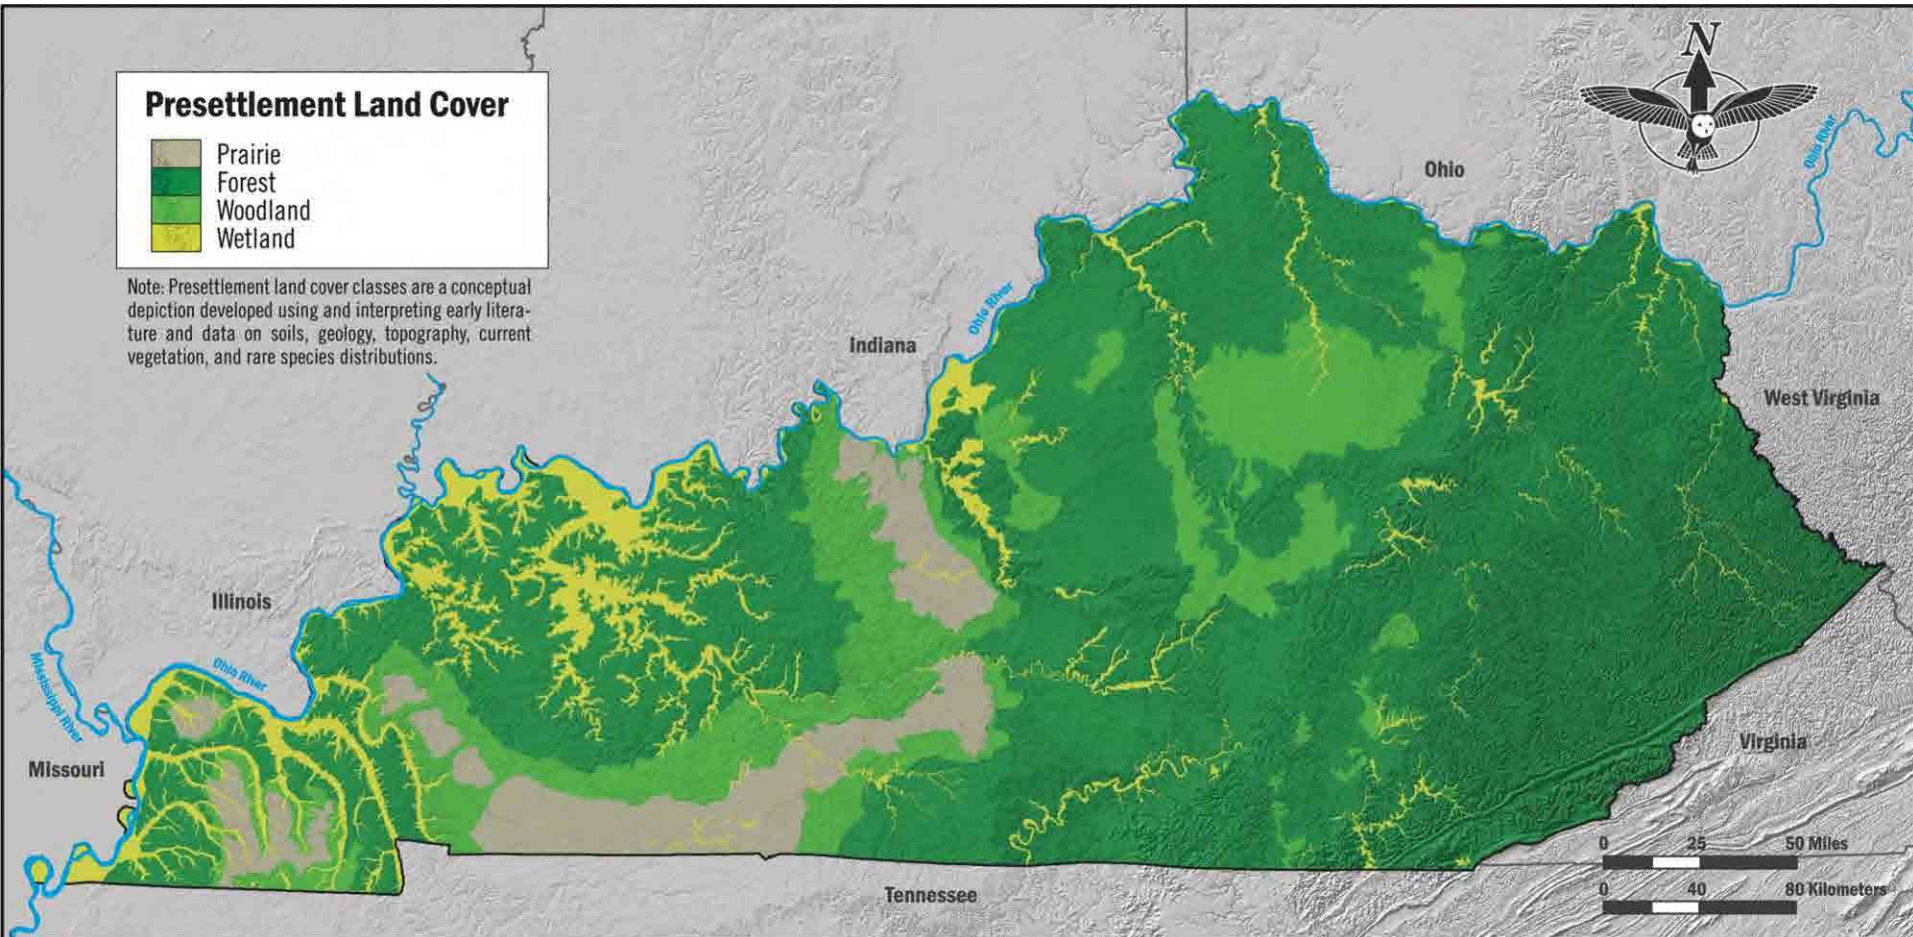 Presettlement Land Cover
Prairie
Forest
Woodland
Wetland
Note: Presettlement land cover classes are a conceptual
depiction developed using and interpreting early litera-
ture and data on soils, geology, topography, current
vegetation, and rare species distributions.
N
Ohio River
Ohio
Ohio River
Indiana
West Virginia
Illinois
Mississippi River
Ohio River
Missouri
Virginia
Tennessee
0 25 50 Miles
0 40 80 Kilometers